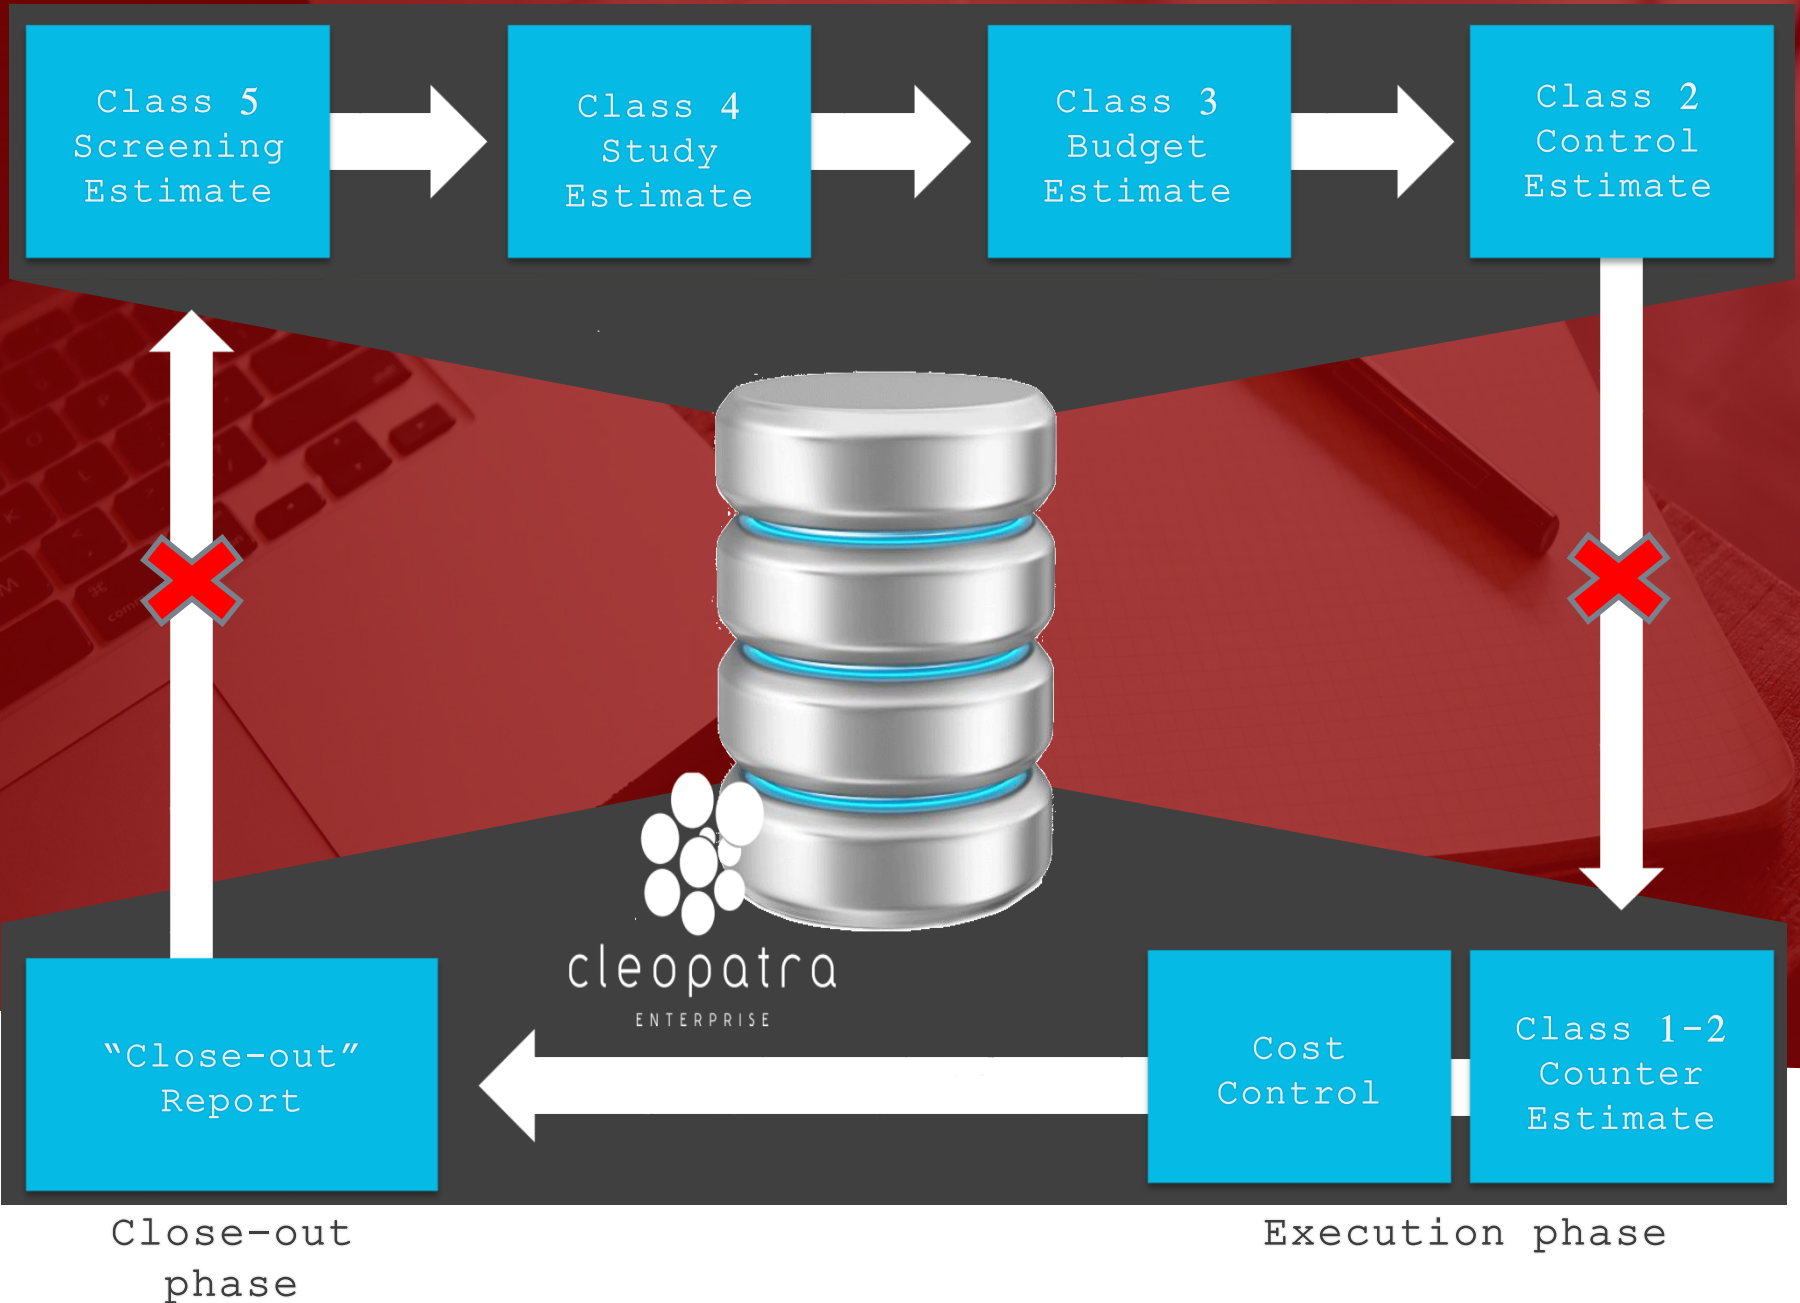 Class 5
Screening
Estimate
Class 4
Study
Estimate
Class 3
Budget
Estimate
Class 2
Control
Estimate
cleopatra
ENTERPRISE
“Close-out”
Report
Cost
Control
Class 1-2
Counter
Estimate
Close-out
phase
Execution phase